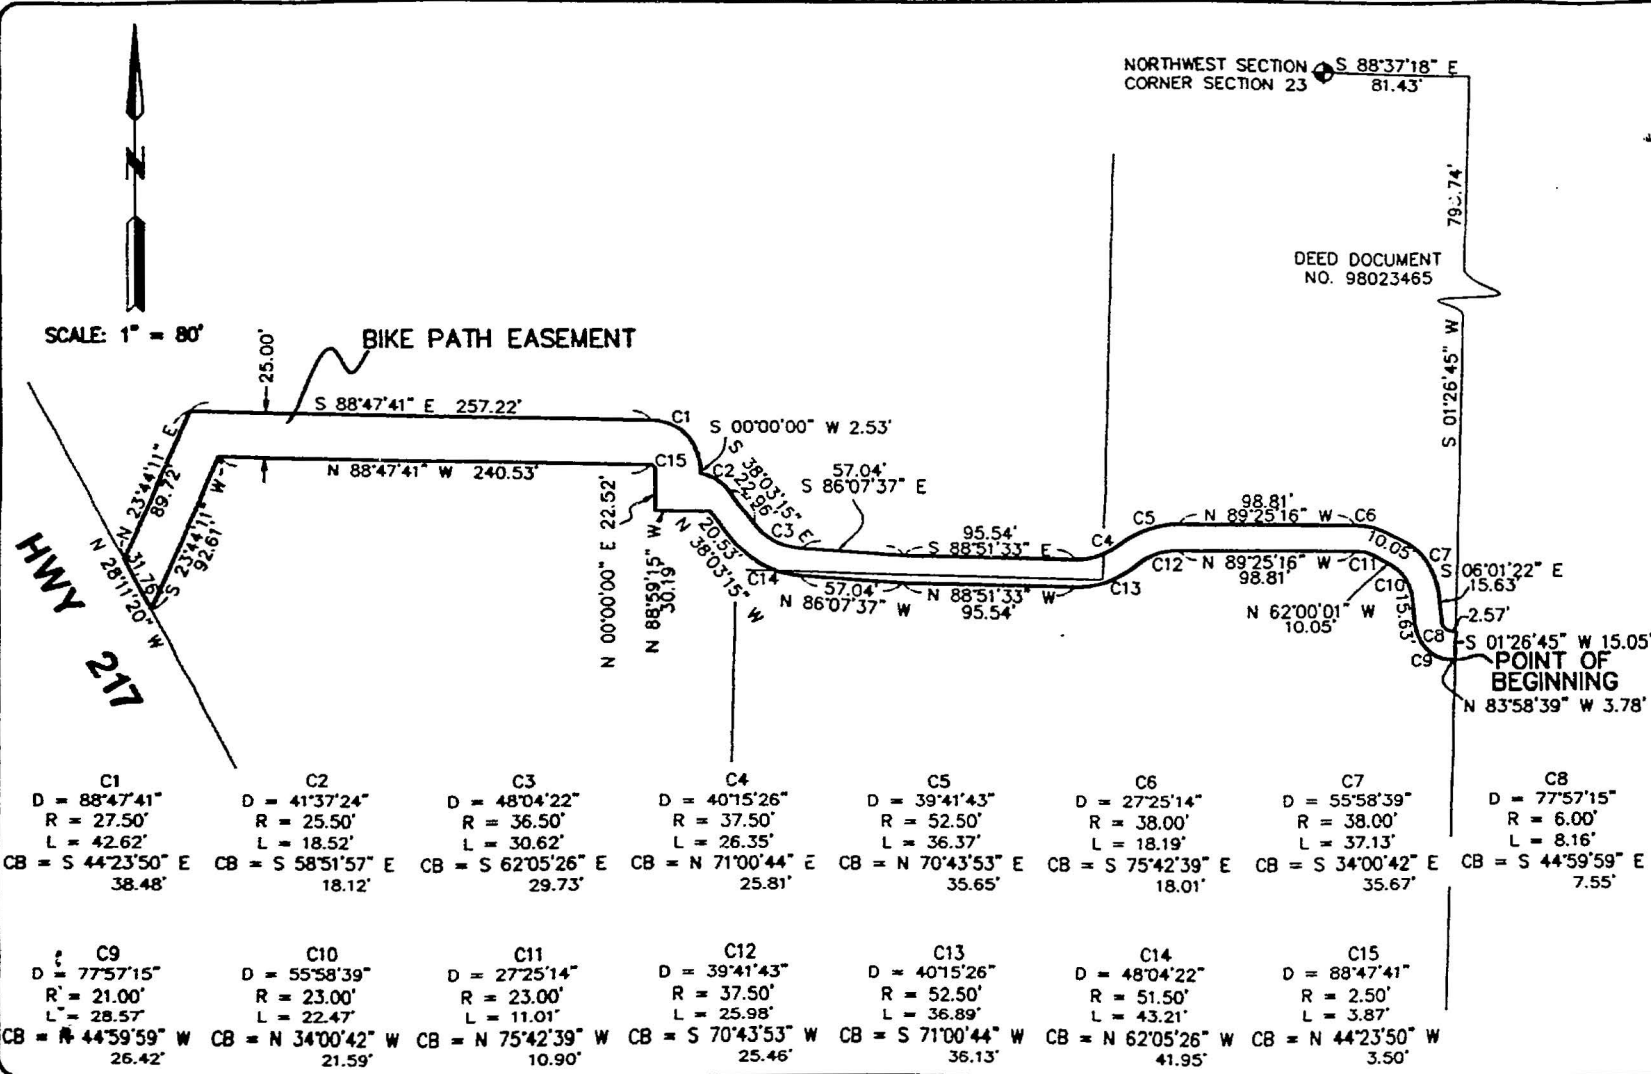 NORTHWEST SECTION
CORNER SECTION 23
S 88°37'18" E
81.43'
N
DEED DOCUMENT
NO. 98023465
S 01°26'45" W
SCALE: 1" = 80'
BIKE PATH EASEMENT
25.00'
S 88°47'41" E 257.22'
C1
S 00°00'00" W 2.53'
N 88°47'41" W 240.53'
C15
C2
S 38°03'15" E
22.96'
57.04'
S 86°07'37" E
C3
95.54'
S 88°51'33" E
C4
C5
98.81'
N 89°25'16" W
C6
10.05'
C7
S 06°01'22" E
15.63'
2.57'
S 01°26'45" W 15.05'
POINT OF
BEGINNING
N 83°58'39" W 3.78'
C8
C9
C10
15.63'
C11
N 62°00'01" W
10.05'
N 89°25'16" W
98.81'
C12
C13
N 88°51'33" W
95.54'
57.04'
N 86°07'37" W
C14
20.53'
N 38°03'15" W
N 88°59'15" W
30.19'
N 00°00'00" E 22.52'
N 23°44'11" E
89.72'
S 23°44'11" W
92.61'
31.76'
N 28°11'20" W
HWY 217
C1
D = 88°47'41"
R = 27.50'
L = 42.62'
CB = S 44°23'50" E
38.48'
C2
D = 41°37'24"
R = 25.50'
L = 18.52'
CB = S 58°51'57" E
18.12'
C3
D = 48°04'22"
R = 36.50'
L = 30.62'
CB = S 62°05'26" E
29.73'
C4
D = 40°15'26"
R = 37.50'
L = 26.35'
CB = N 71°00'44" E
25.81'
C5
D = 39°41'43"
R = 52.50'
L = 36.37'
CB = N 70°43'53" E
35.65'
C6
D = 27°25'14"
R = 38.00'
L = 18.19'
CB = S 75°42'39" E
18.01'
C7
D = 55°58'39"
R = 38.00'
L = 37.13'
CB = S 34°00'42" E
35.67'
C8
D = 77°57'15"
R = 6.00'
L = 8.16'
CB = S 44°59'59" E
7.55'
C9
D = 77°57'15"
R = 21.00'
L = 28.57'
CB = N 44°59'59" W
26.42'
C10
D = 55°58'39"
R = 23.00'
L = 22.47'
CB = N 34°00'42" W
21.59'
C11
D = 27°25'14"
R = 23.00'
L = 11.01'
CB = N 75°42'39" W
10.90'
C12
D = 39°41'43"
R = 37.50'
L = 25.98'
CB = S 70°43'53" W
25.46'
C13
D = 40°15'26"
R = 52.50'
L = 36.89'
CB = S 71°00'44" W
36.13'
C14
D = 48°04'22"
R = 51.50'
L = 43.21'
CB = N 62°05'26" W
41.95'
C15
D = 88°47'41"
R = 2.50'
L = 3.87'
CB = N 44°23'50" W
3.50'